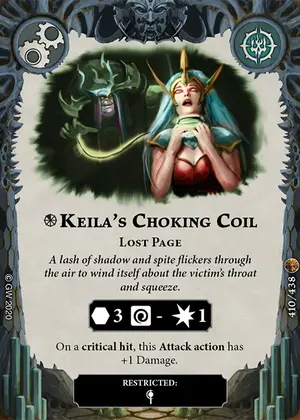 KEILA'S CHOKING COIL
LOST PAGE
A lash of shadow and spite flickers through
the air to wind itself about the victim's throat
and squeeze.
3 - 1
On a critical hit, this Attack action has
+1 Damage.
RESTRICTED:
© GW 2020
410/438